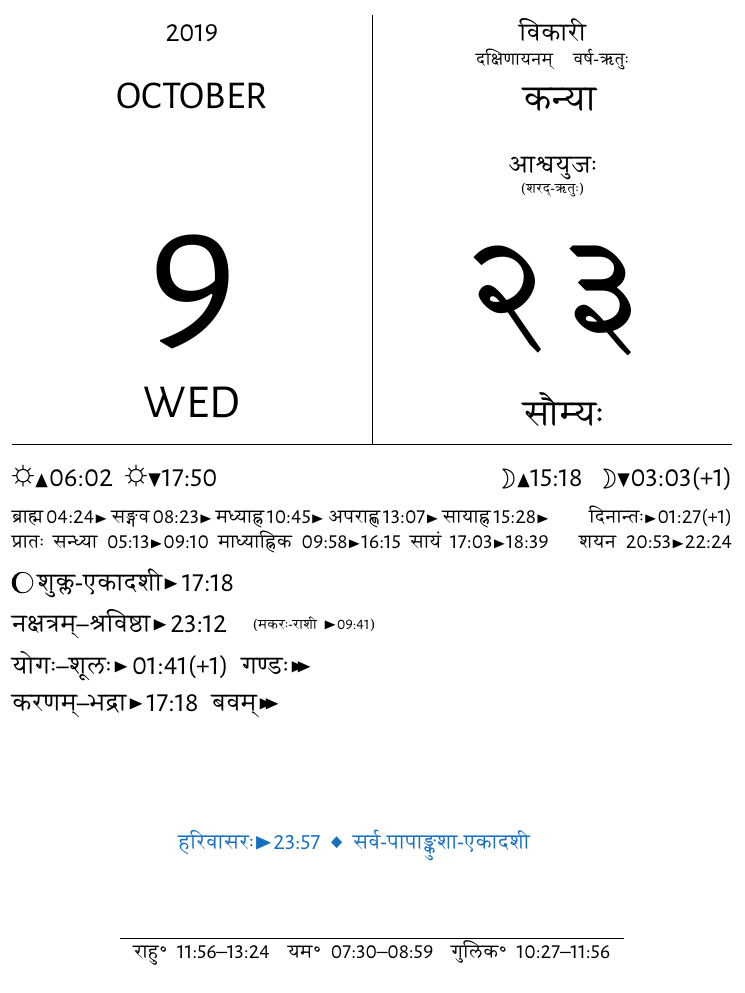 2019
OCTOBER
9
WED
विकारी
दक्षिणायनम् वर्ष-ऋतुः
कन्या
आश्वयुजः
(शरद्-ऋतुः)
२३
सौम्यः
☼▲06:02 ☼▼17:50 ☽▲15:18 ☽▼03:03(+1)
ब्राह्म 04:24► सङ्गव 08:23► मध्याह्न 10:45► अपराह्ण 13:07► सायाह्न 15:28► दिनान्तः►01:27(+1)
प्रातः सन्ध्या 05:13►09:10 माध्याह्निक 09:58►16:15 सायं 17:03►18:39 शयन 20:53►22:24
शुक्ल-एकादशी►17:18
नक्षत्रम्–श्रविष्ठा►23:12 (मकरः-राशी ►09:41)
योगः–शूलः►01:41(+1) गण्डः►►
करणम्–भद्रा►17:18 बवम्►►
हरिवासरः►23:57 ◆ सर्व-पापाङ्कुशा-एकादशी
राहु° 11:56–13:24 यम° 07:30–08:59 गुलिक° 10:27–11:56